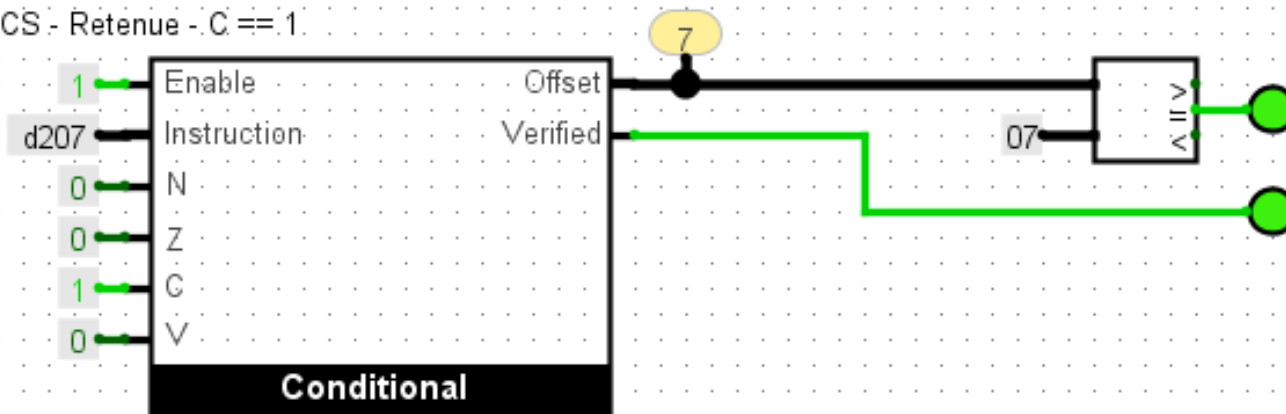 CS - Retenue - C == 1
7
1 Enable Offset >
d207 Instruction Verified 07 = <
0 N
0 Z
1 C
0 V
Conditional